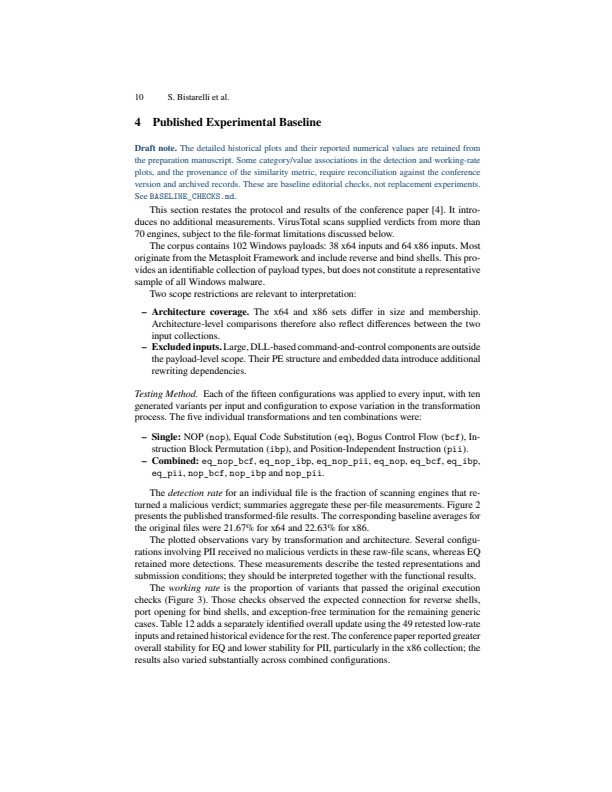 10 S. Bistarelli et al.
4 Published Experimental Baseline
Draft note. The detailed historical plots and their reported numerical values are retained from
the preparation manuscript. Some category/value associations in the detection and working-rate
plots, and the provenance of the similarity metric, require reconciliation against the conference
version and archived records. These are baseline editorial checks, not replacement experiments.
See BASELINE_CHECKS.md.
This section restates the protocol and results of the conference paper [4]. It intro-
duces no additional measurements. VirusTotal scans supplied verdicts from more than
70 engines, subject to the file-format limitations discussed below.
The corpus contains 102 Windows payloads: 38 x64 inputs and 64 x86 inputs. Most
originate from the Metasploit Framework and include reverse and bind shells. This pro-
vides an identifiable collection of payload types, but does not constitute a representative
sample of all Windows malware.
Two scope restrictions are relevant to interpretation:
– Architecture coverage. The x64 and x86 sets differ in size and membership.
Architecture-level comparisons therefore also reflect differences between the two
input collections.
– Excluded inputs. Large, DLL-based command-and-control components are outside
the payload-level scope. Their PE structure and embedded data introduce additional
rewriting dependencies.
Testing Method. Each of the fifteen configurations was applied to every input, with ten
generated variants per input and configuration to expose variation in the transformation
process. The five individual transformations and ten combinations were:
– Single: NOP (nop), Equal Code Substitution (eq), Bogus Control Flow (bcf), In-
struction Block Permutation (ibp), and Position-Independent Instruction (pii).
– Combined: eq_nop_bcf, eq_nop_ibp, eq_nop_pii, eq_nop, eq_bcf, eq_ibp,
eq_pii, nop_bcf, nop_ibp and nop_pii.
The detection rate for an individual file is the fraction of scanning engines that re-
turned a malicious verdict; summaries aggregate these per-file measurements. Figure 2
presents the published transformed-file results. The corresponding baseline averages for
the original files were 21.67% for x64 and 22.63% for x86.
The plotted observations vary by transformation and architecture. Several configu-
rations involving PII received no malicious verdicts in these raw-file scans, whereas EQ
retained more detections. These measurements describe the tested representations and
submission conditions; they should be interpreted together with the functional results.
The working rate is the proportion of variants that passed the original execution
checks (Figure 3). Those checks observed the expected connection for reverse shells,
port opening for bind shells, and exception-free termination for the remaining generic
cases. Table 12 adds a separately identified overall update using the 49 retested low-rate
inputs and retained historical evidence for the rest. The conference paper reported greater
overall stability for EQ and lower stability for PII, particularly in the x86 collection; the
results also varied substantially across combined configurations.